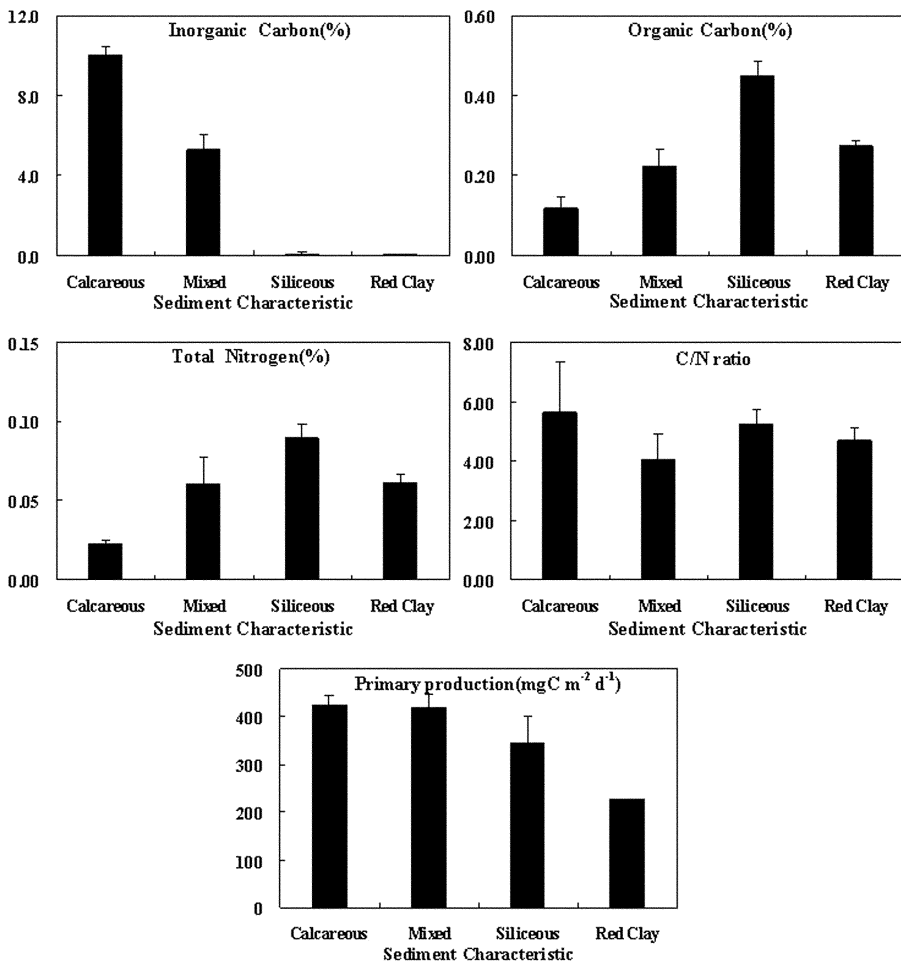 Inorganic Carbon(%)
12.0
8.0
4.0
0.0
Calcareous Mixed Siliceous Red Clay
Sediment Characteristic
Organic Carbon(%)
0.60
0.40
0.20
0.00
Calcareous Mixed Siliceous Red Clay
Sediment Characteristic
Total Nitrogen(%)
0.15
0.10
0.05
0.00
Calcareous Mixed Siliceous Red Clay
Sediment Characteristic
C/N ratio
8.00
6.00
4.00
2.00
0.00
Calcareous Mixed Siliceous Red Clay
Sediment Characteristic
Primary production(mgC m⁻² d⁻¹)
500
400
300
200
100
0
Calcareous Mixed Siliceous Red Clay
Sediment Characteristic